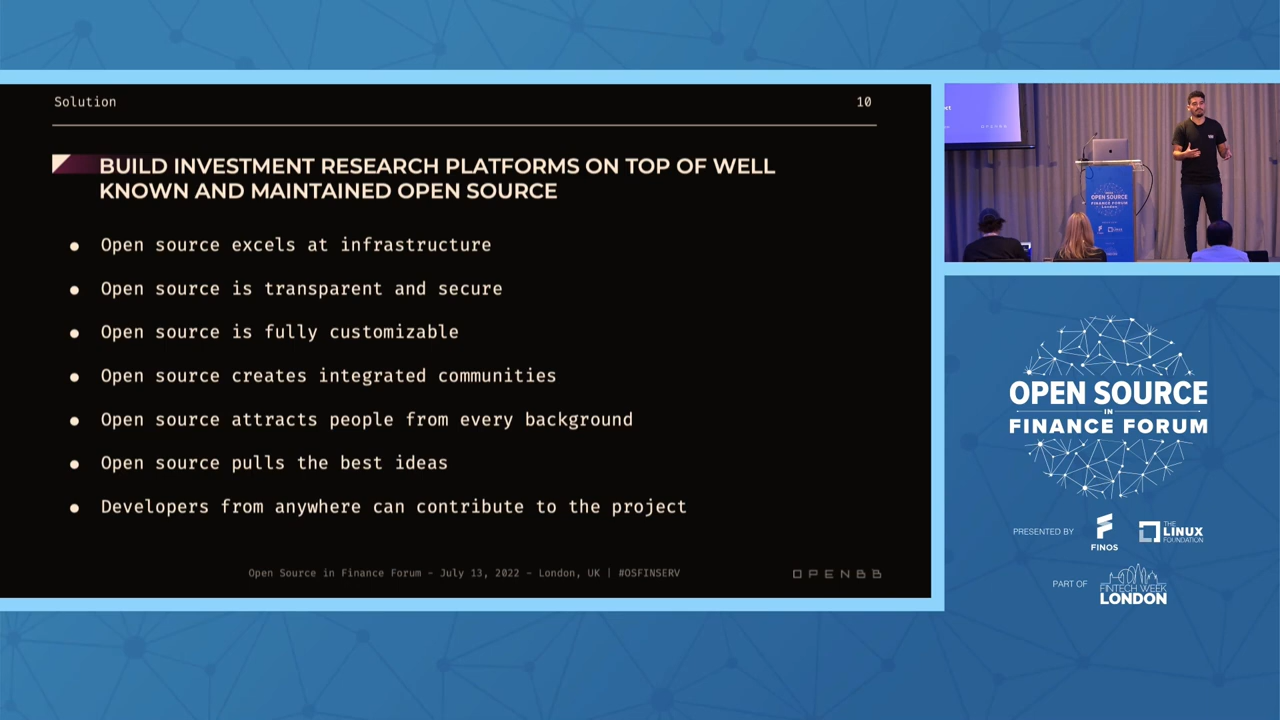 Solution
10
BUILD INVESTMENT RESEARCH PLATFORMS ON TOP OF WELL
KNOWN AND MAINTAINED OPEN SOURCE
● Open source excels at infrastructure
● Open source is transparent and secure
● Open source is fully customizable
● Open source creates integrated communities
● Open source attracts people from every background
● Open source pulls the best ideas
● Developers from anywhere can contribute to the project
Open Source in Finance Forum – July 13, 2022 – London, UK | #OSFINSERV
OPENBB
OPEN SOURCE
FINANCE FORUM
OPEN SOURCE
IN
FINANCE FORUM
PRESENTED BY
FINOS
THE
LINUX
FOUNDATION
PART OF
FINTECH WEEK
LONDON